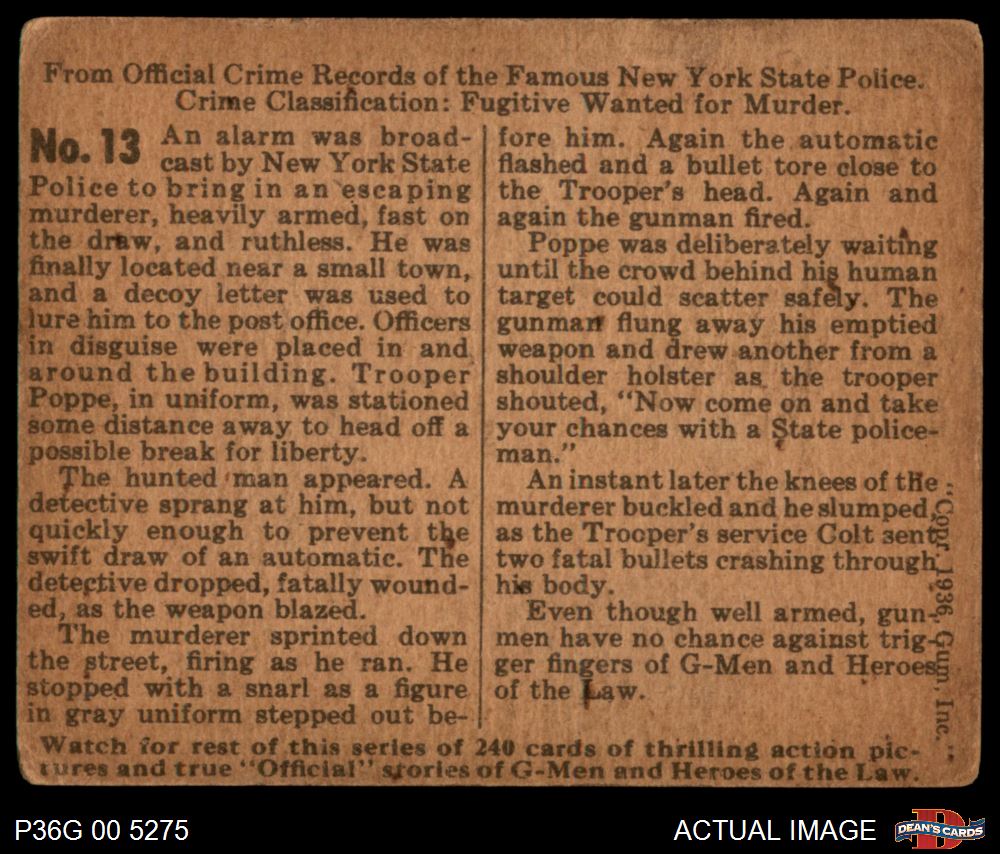 From Official Crime Records of the Famous New York State Police.
Crime Classification: Fugitive Wanted for Murder.
No. 13 An alarm was broad-
cast by New York State
Police to bring in an escaping
murderer, heavily armed, fast on
the draw, and ruthless. He was
finally located near a small town,
and a decoy letter was used to
lure him to the post office. Officers
in disguise were placed in and
around the building. Trooper
Poppe, in uniform, was stationed
some distance away to head off a
possible break for liberty.
The hunted man appeared. A
detective sprang at him, but not
quickly enough to prevent the
swift draw of an automatic. The
detective dropped, fatally wound-
ed, as the weapon blazed.
The murderer sprinted down
the street, firing as he ran. He
stopped with a snarl as a figure
in gray uniform stepped out be-
fore him. Again the automatic
flashed and a bullet tore close to
the Trooper's head. Again and
again the gunman fired.
Poppe was deliberately waiting
until the crowd behind his human
target could scatter safely. The
gunman flung away his emptied
weapon and drew another from a
shoulder holster as the trooper
shouted, "Now come on and take
your chances with a State police-
man."
An instant later the knees of the
murderer buckled and he slumped,
as the Trooper's service Colt sent
two fatal bullets crashing through
his body.
Even though well armed, gun-
men have no chance against trig-
ger fingers of G-Men and Heroes
of the Law.
"Copr. 1936, Gum, Inc."
Watch for rest of this series of 240 cards of thrilling action pic-
tures and true "Official" stories of G-Men and Heroes of the Law.
P36G 00 5275
ACTUAL IMAGE
D
DEAN'S CARDS